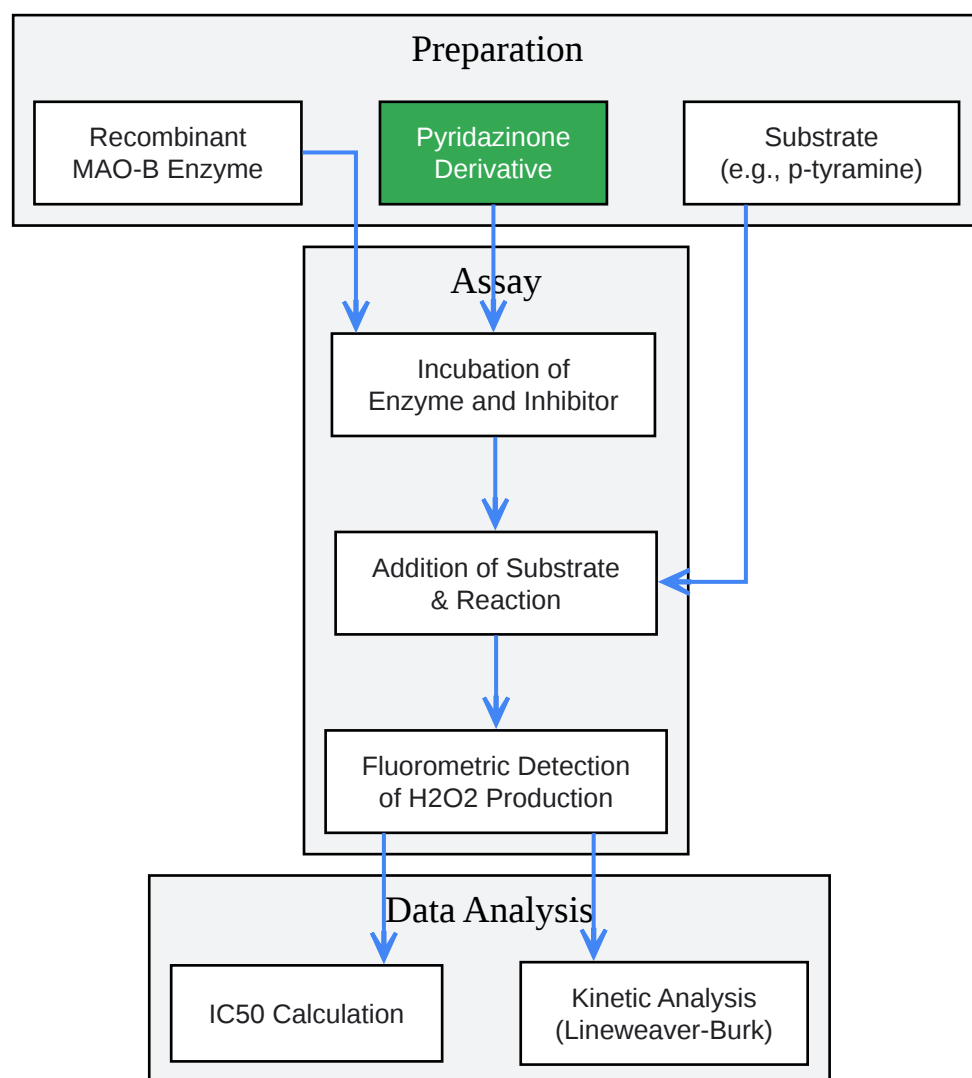 Preparation
Recombinant
MAO-B Enzyme
Pyridazinone
Derivative
Substrate
(e.g., p-tyramine)
Assay
Incubation of
Enzyme and Inhibitor
Addition of Substrate
& Reaction
Fluorometric Detection
of H2O2 Production
Data Analysis
IC50 Calculation
Kinetic Analysis
(Lineweaver-Burk)